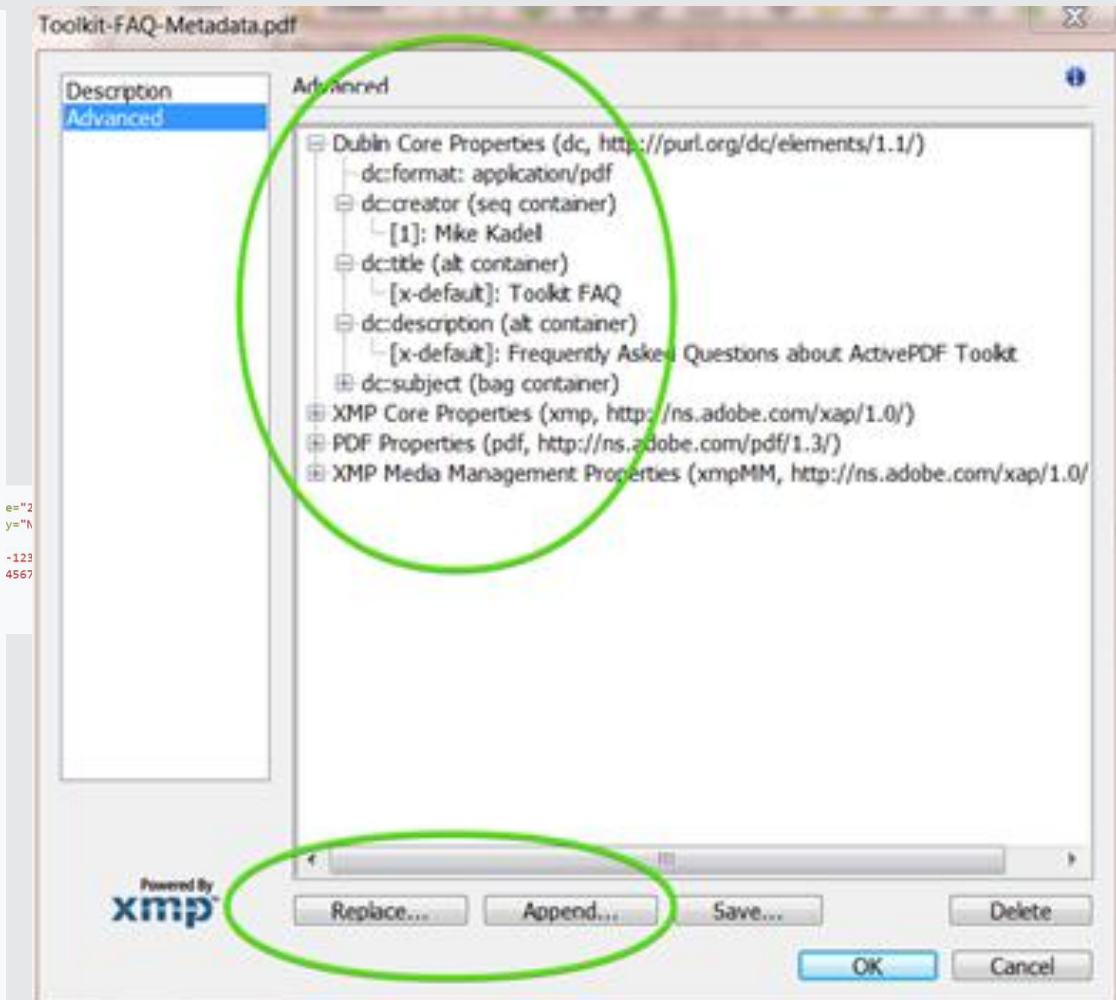 Toolkit-FAQ-Metadata.pdf
Description
Advanced
Advanced
Dublin Core Properties (dc, http://purl.org/dc/elements/1.1/)
dc:format: application/pdf
dc:creator (seq container)
[1]: Mike Kadell
dc:title (alt container)
[x-default]: Toolkit FAQ
dc:description (alt container)
[x-default]: Frequently Asked Questions about ActivePDF Toolkit
dc:subject (bag container)
XMP Core Properties (xmp, http://ns.adobe.com/xap/1.0/)
PDF Properties (pdf, http://ns.adobe.com/pdf/1.3/)
XMP Media Management Properties (xmpMM, http://ns.adobe.com/xap/1.0/
e="2
y="N
-123
4567
Powered By
xmp
Replace... Append... Save... Delete
OK Cancel